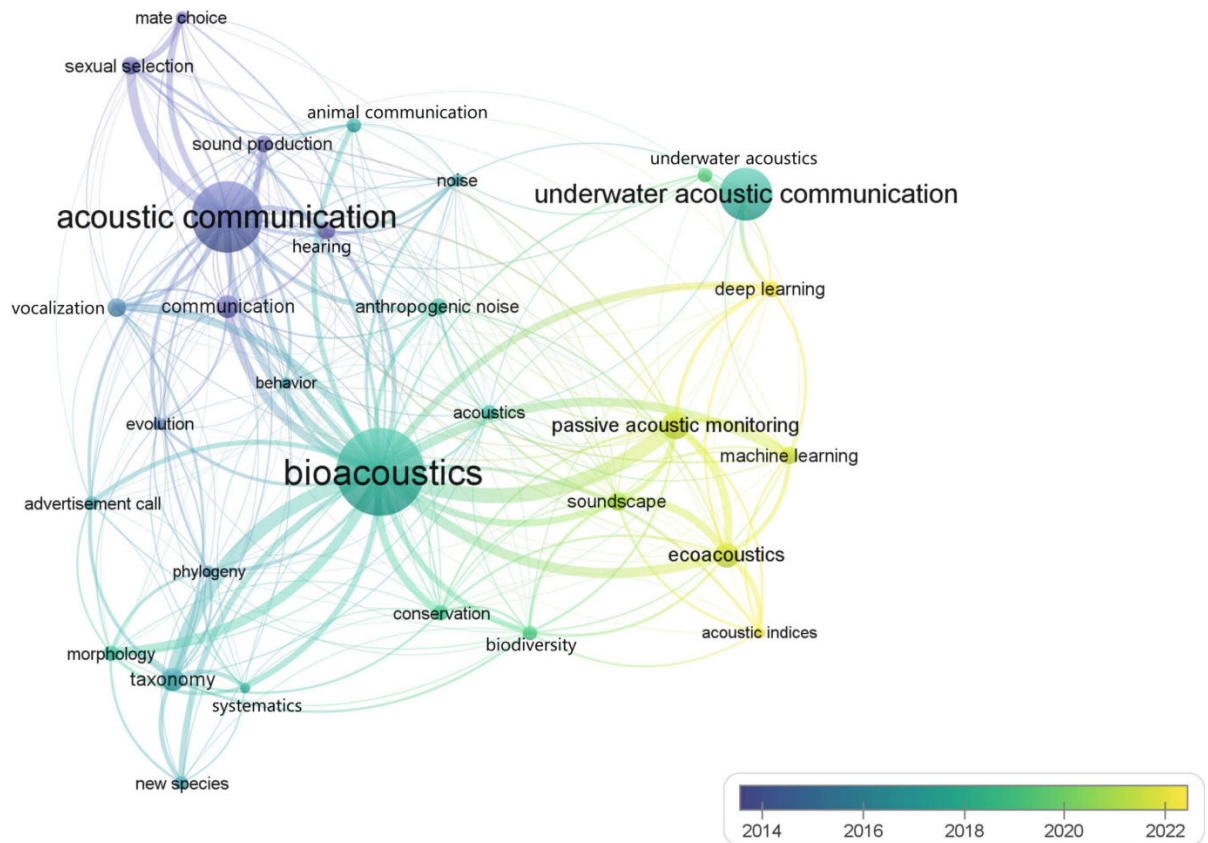 mate choice
sexual selection
animal communication
sound production
underwater acoustics
noise
underwater acoustic communication
acoustic communication
hearing
deep learning
vocalization
communication
anthropogenic noise
behavior
acoustics
evolution
passive acoustic monitoring
machine learning
bioacoustics
advertisement call
soundscape
ecoacoustics
phylogeny
conservation
acoustic indices
biodiversity
morphology
taxonomy
systematics
new species
2014 2016 2018 2020 2022